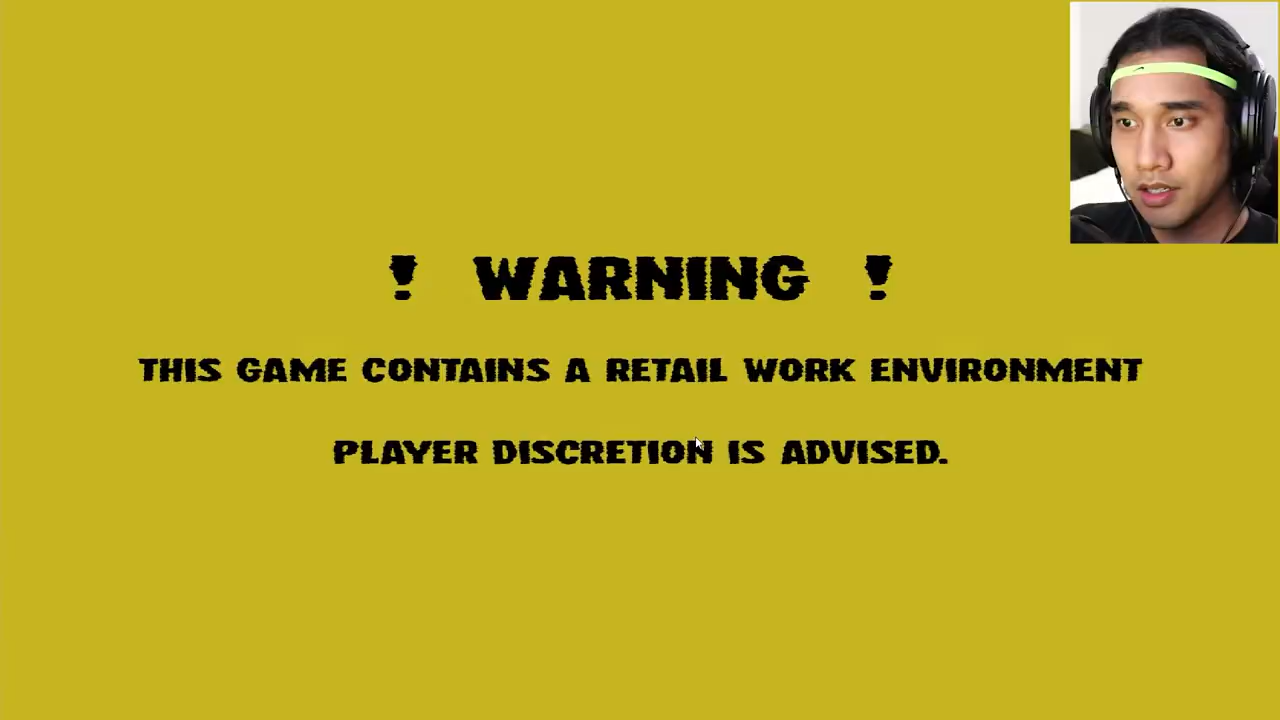 ! WARNING !
THIS GAME CONTAINS A RETAIL WORK ENVIRONMENT
PLAYER DISCRETION IS ADVISED.